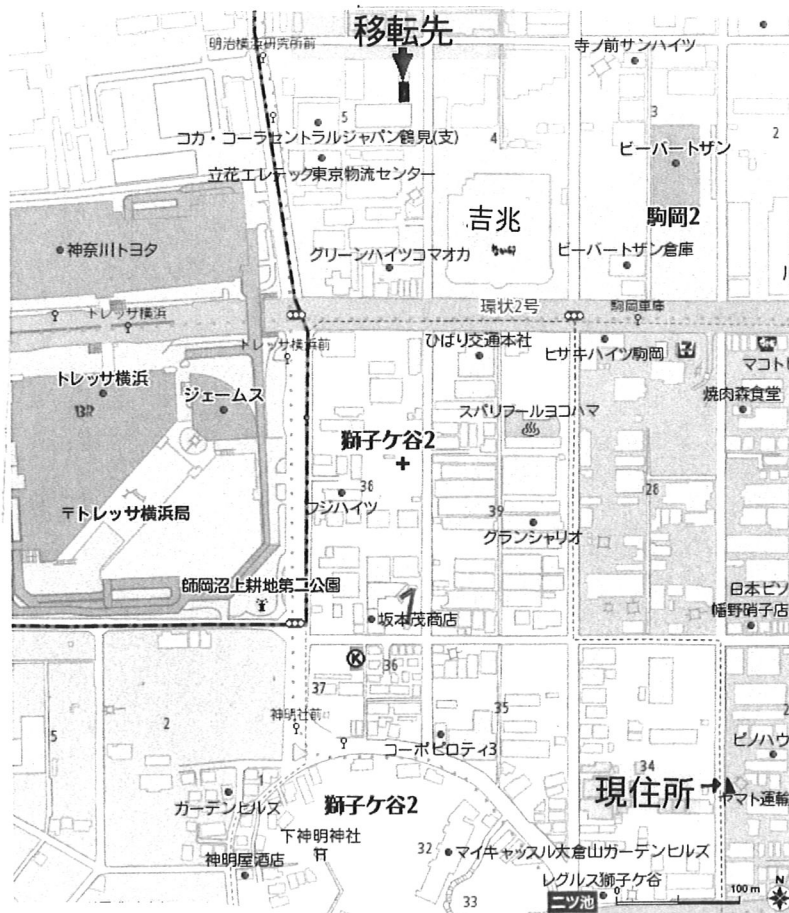 移転先
明治横浜研究所前
寺ノ前サンハイツ
5
3
コカ・コーラセントラルジャパン鶴見(支)
4
2
ビーバートザン
立花エレテック東京物流センター
吉兆
駒岡2
神奈川トヨタ
グリーンハイツコマオカ
ビーバートザン倉庫
環状2号
駒岡車庫
トレッサ横浜
トレッサ横浜前
ひばり交通本社
ヒサキハイツ駒岡
マコト
トレッサ横浜
ジェームス
焼肉森食堂
スパリブールヨコハマ
獅子ケ谷2
38
28
フジハイツ
39
〒トレッサ横浜局
グランシャリオ
師岡沼上耕地第二公園
日本ピソ
幡野硝子店
坂本茂商店
K
36
37
2
神明社前
35
5
コーポピロティ3
ピノハウ
34
1
現住所
ヤマト運輸
ガーデンヒルズ
獅子ケ谷2
下神明神社
32
マイキャッスル大倉山ガーデンヒルズ
神明屋酒店
レグルス獅子ケ谷
33
二ツ池
0
100 m
N